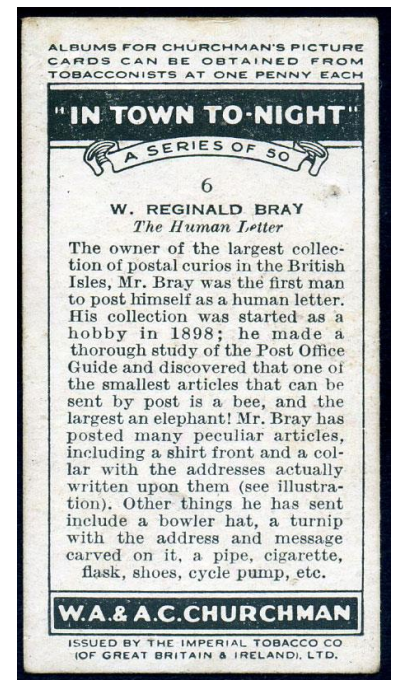 ALBUMS FOR CHURCHMAN'S PICTURE
CARDS CAN BE OBTAINED FROM
TOBACCONISTS AT ONE PENNY EACH
"IN TOWN TO-NIGHT"
A SERIES OF 50
6
W. REGINALD BRAY
The Human Letter
The owner of the largest collec-
tion of postal curios in the British
Isles, Mr. Bray was the first man
to post himself as a human letter.
His collection was started as a
hobby in 1898; he made a
thorough study of the Post Office
Guide and discovered that one of
the smallest articles that can be
sent by post is a bee, and the
largest an elephant! Mr. Bray has
posted many peculiar articles,
including a shirt front and a col-
lar with the addresses actually
written upon them (see illustra-
tion). Other things he has sent
include a bowler hat, a turnip
with the address and message
carved on it, a pipe, cigarette,
flask, shoes, cycle pump, etc.
W.A.& A.C.CHURCHMAN
ISSUED BY THE IMPERIAL TOBACCO CO
(OF GREAT BRITAIN & IRELAND), LTD.